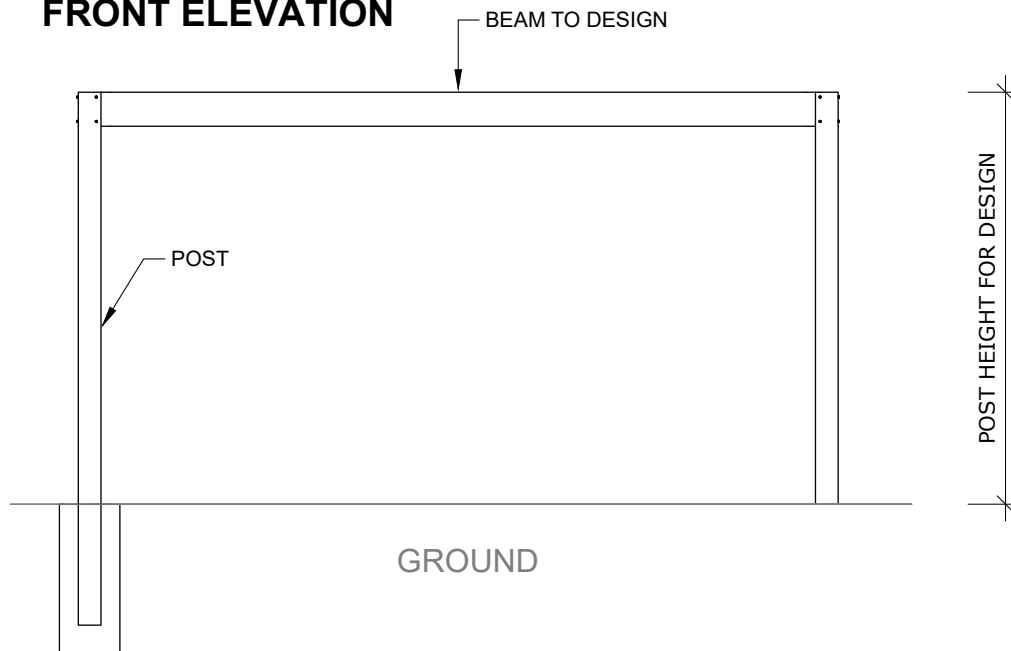 FRONT ELEVATION
BEAM TO DESIGN
POST
POST HEIGHT FOR DESIGN
GROUND